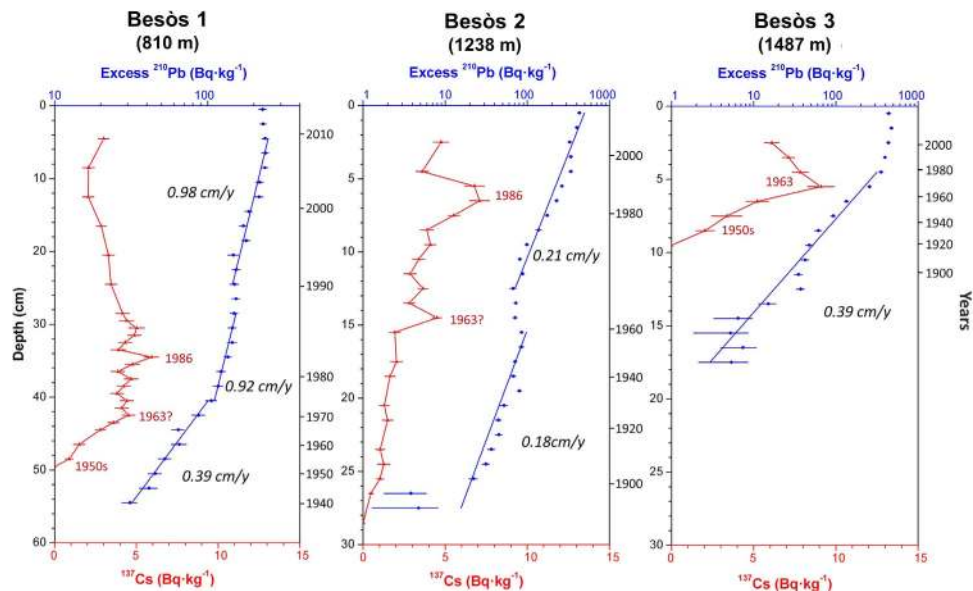 Besòs 1
(810 m)
Excess ²¹⁰Pb (Bq·kg⁻¹)
10 100
0
10
20
30
40
50
60
Depth (cm)
0.98 cm/y
0.92 cm/y
0.39 cm/y
1986
1963?
1950s
2010
2000
1990
1980
1970
1960
1950
1940
0 5 10 15
¹³⁷Cs (Bq·kg⁻¹)
Besòs 2
(1238 m)
Excess ²¹⁰Pb (Bq·kg⁻¹)
1 10 100 1000
0
5
10
15
20
25
30
1986
1963?
0.21 cm/y
0.18cm/y
2000
1980
1960
1940
1920
1900
0 5 10 15
¹³⁷Cs (Bq·kg⁻¹)
Besòs 3
(1487 m)
Excess ²¹⁰Pb (Bq·kg⁻¹)
1 10 100 1000
0
5
10
15
20
25
30
1963
1950s
0.39 cm/y
2000
1980
1960
1940
1920
1900
Years
0 5 10 15
¹³⁷Cs (Bq·kg⁻¹)